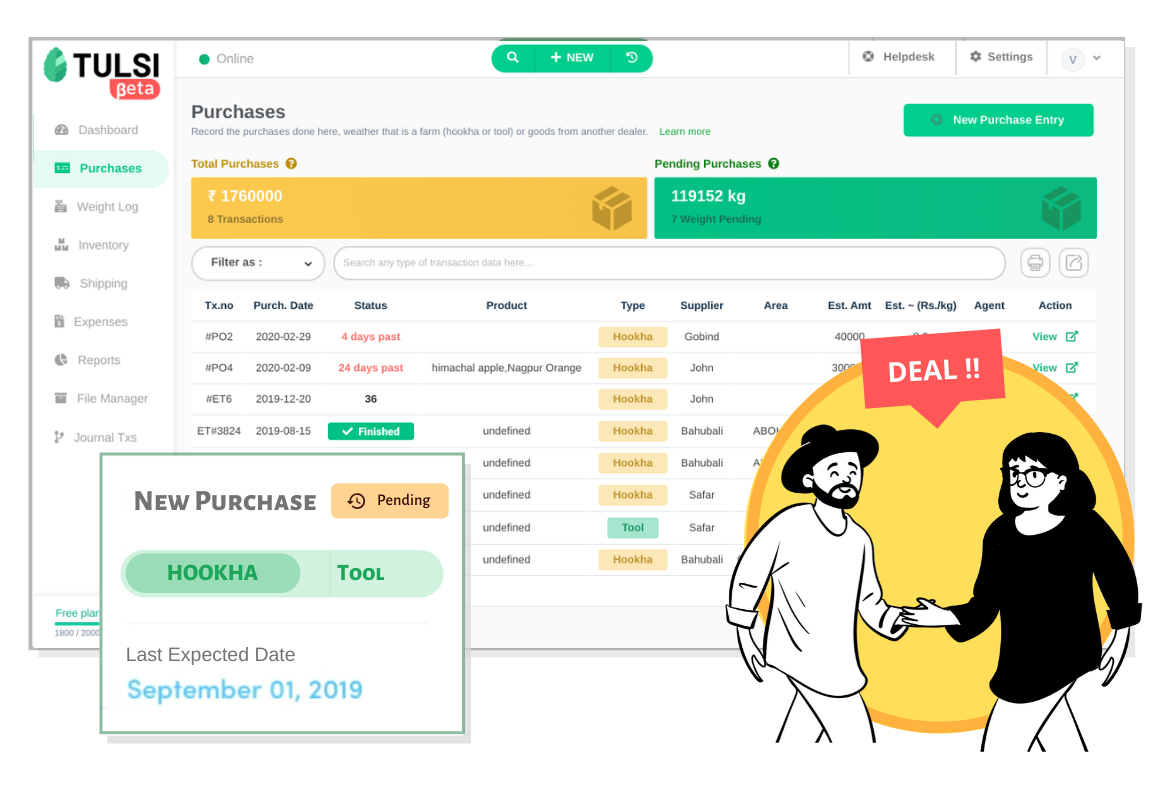 TULSI
βeta
Online
NEW
Helpdesk
Settings
V
Dashboard
Purchases
Weight Log
Inventory
Shipping
Expenses
Reports
File Manager
Journal Txs
Purchases
Record the purchases done here, weather that is a farm (hookha or tool) or goods from another dealer. Learn more
New Purchase Entry
Total Purchases
Pending Purchases
₹ 1760000
8 Transactions
119152 kg
7 Weight Pending
Filter as :
Search any type of transaction data here...
Tx.no Purch. Date Status Product Type Supplier Area Est. Amt Est. ~ (Rs./kg) Agent Action
#PO2 2020-02-29 4 days past Hookha Gobind 40000 View
#PO4 2020-02-09 24 days past himachal apple,Nagpur Orange Hookha John View
#ET6 2019-12-20 36 Hookha John
ET#3824 2019-08-15 Finished undefined Hookha Bahubali
undefined Hookha Bahubali
undefined Hookha Safar
undefined Tool Safar
undefined Hookha Bahubali
DEAL !!
Free plan
1800 / 2000
New Purchase
Pending
HOOKHA
Tool
Last Expected Date
September 01, 2019